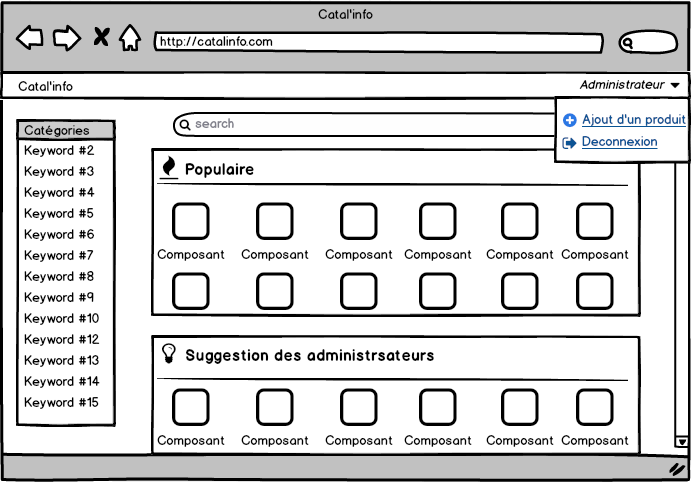 Catal'info
http://catalinfo.com
Catal'info
Administrateur
Ajout d'un produit
Deconnexion
search
Catégories
Keyword #2
Keyword #3
Keyword #4
Keyword #5
Keyword #6
Keyword #7
Keyword #8
Keyword #9
Keyword #10
Keyword #12
Keyword #13
Keyword #14
Keyword #15
Populaire
Composant Composant Composant Composant Composant Composant
Suggestion des administrsateurs
Composant Composant Composant Composant Composant Composant